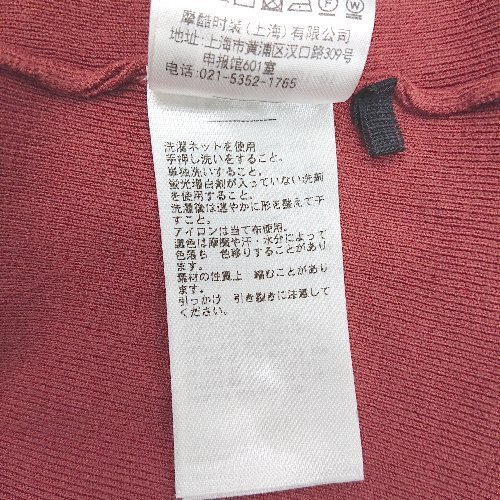 摩酷时装(上海)有限公司
地址:上海市黄浦区汉口路309号
申报馆601室
电话:021-5352-1765
洗濯ネットを使用
手押し洗いをすること。
単独洗いすること。
蛍光増白剤が入っていない洗剤
を使用すること。
洗濯後は速やかに形を整えて干
すこと。
アイロンは当て布使用。
濃色は摩擦や汗・水分によって
色落ち 色移りすることがあり
ます。
素材の性質上 縮むことがあり
ます。
引っかけ 引き裂きに注意して
ください。